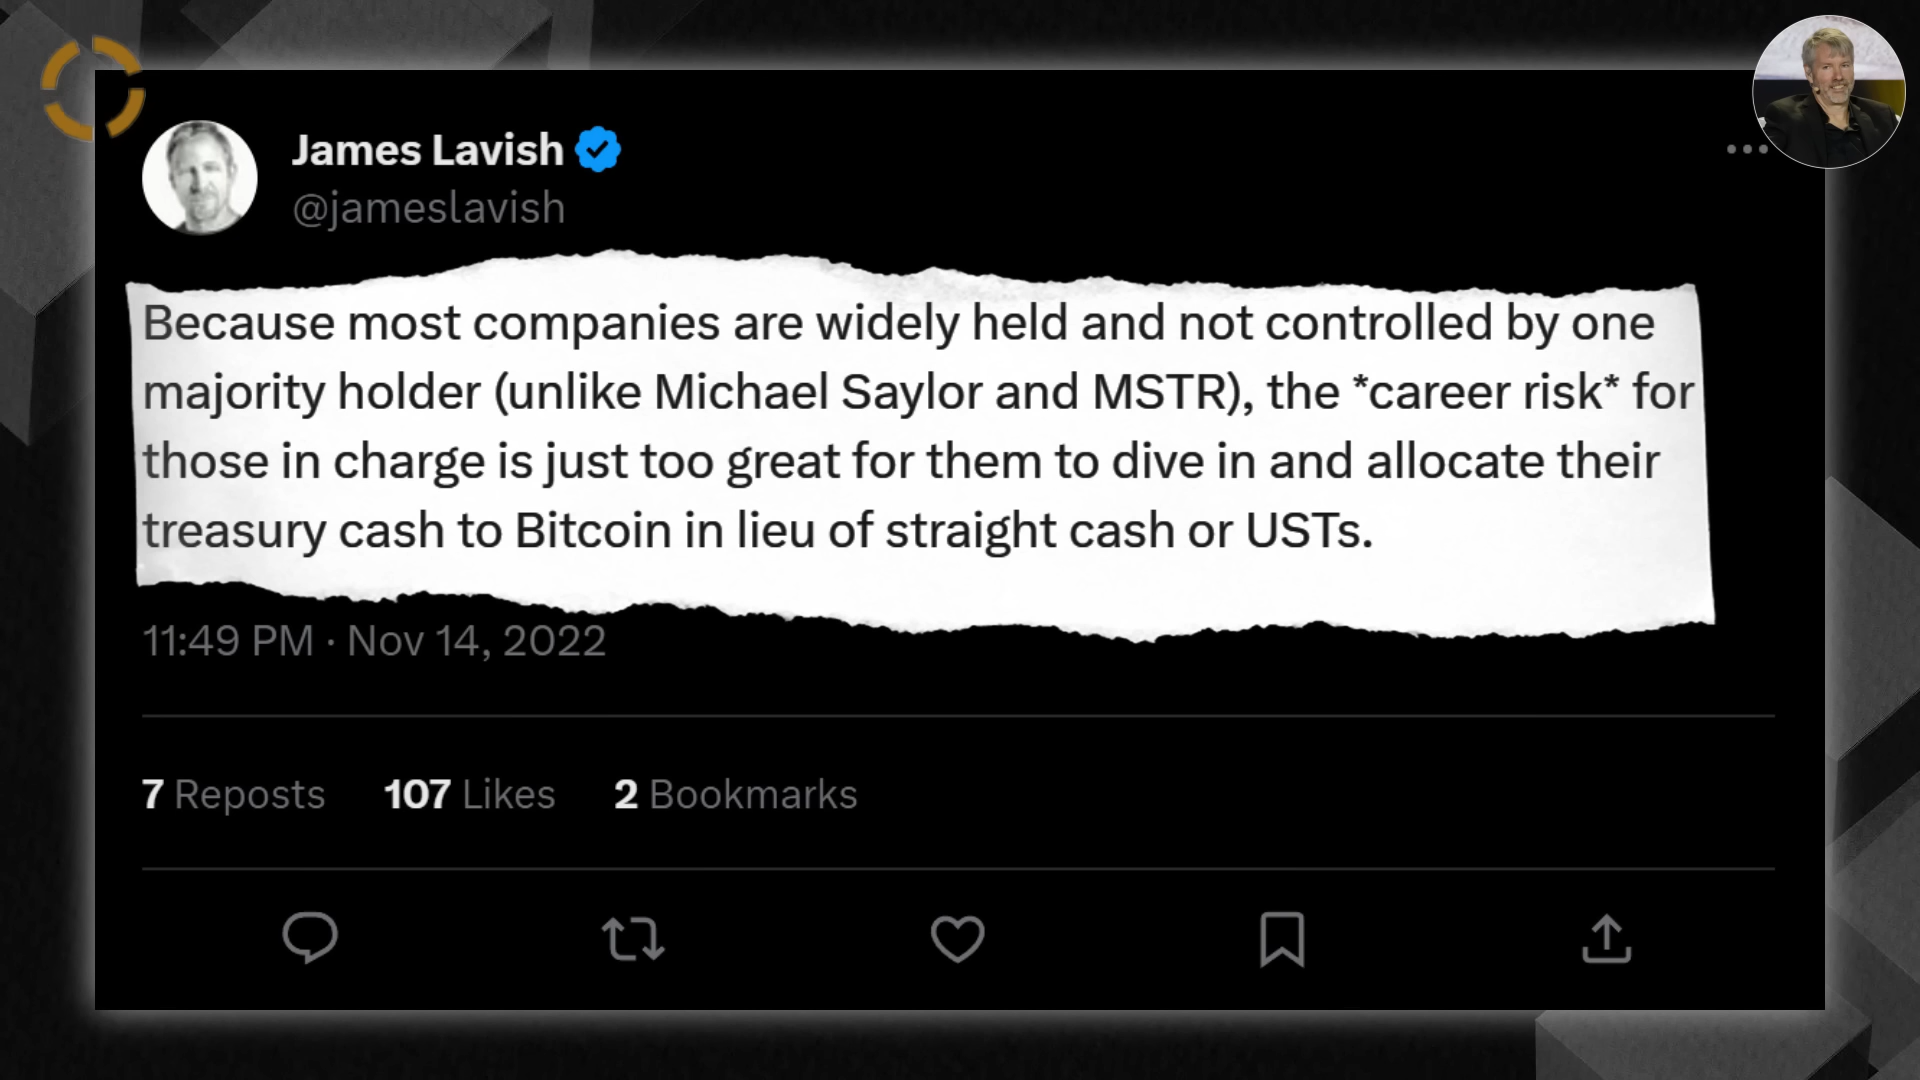 James Lavish
@jameslavish
Because most companies are widely held and not controlled by one
majority holder (unlike Michael Saylor and MSTR), the *career risk* for
those in charge is just too great for them to dive in and allocate their
treasury cash to Bitcoin in lieu of straight cash or USTs.
11:49 PM · Nov 14, 2022
7 Reposts 107 Likes 2 Bookmarks